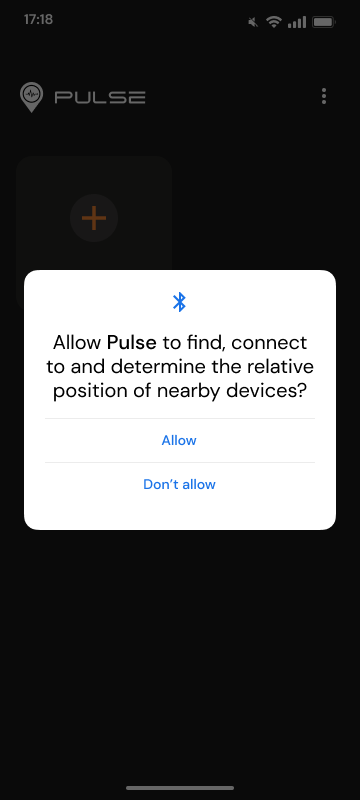 17:18
PULSE
Allow Pulse to find, connect
to and determine the relative
position of nearby devices?
Allow
Don’t allow